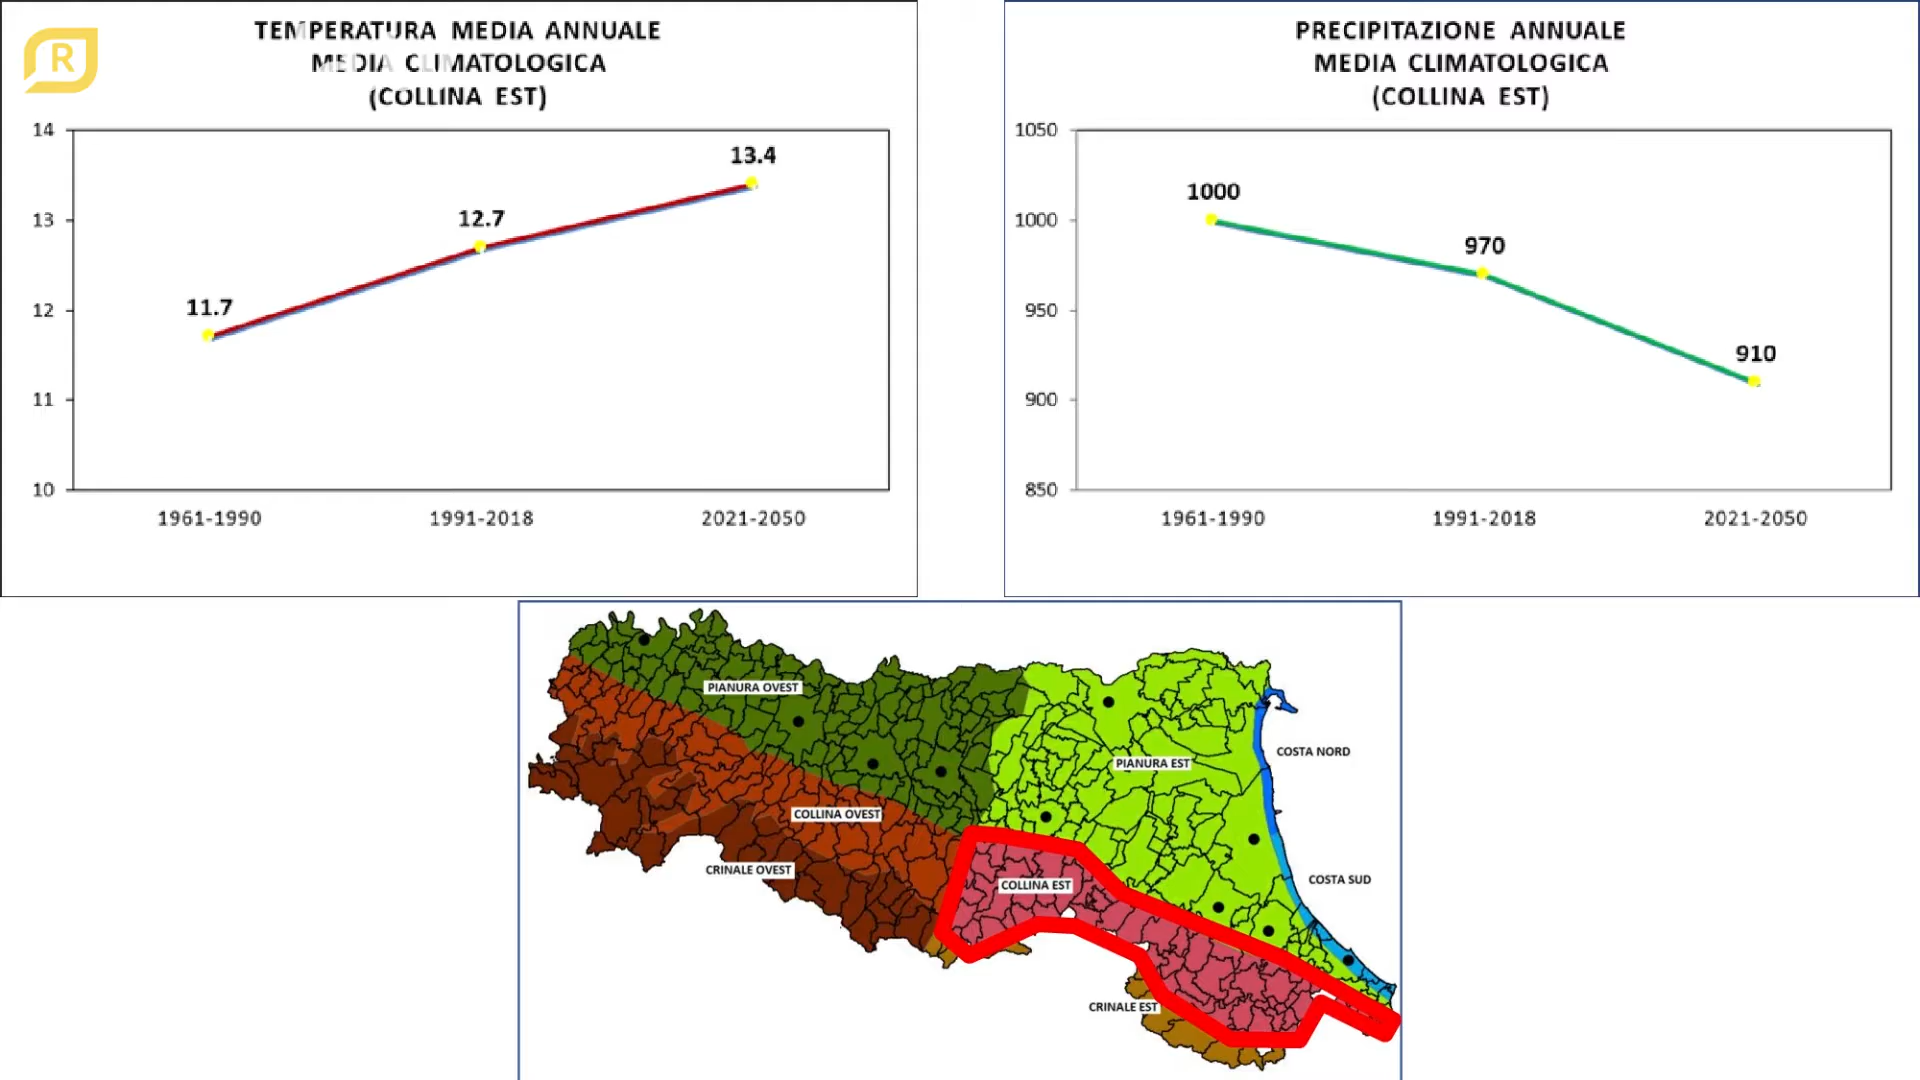 R
TEMPERATURA MEDIA ANNUALE
MEDIA CLIMATOLOGICA
(COLLINA EST)
14
13
12
11
10
11.7
12.7
13.4
1961-1990
1991-2018
2021-2050
PRECIPITAZIONE ANNUALE
MEDIA CLIMATOLOGICA
(COLLINA EST)
1050
1000
950
900
850
1000
970
910
1961-1990
1991-2018
2021-2050
PIANURA OVEST
COSTA NORD
PIANURA EST
COLLINA OVEST
CRINALE OVEST
COSTA SUD
COLLINA EST
CRINALE EST